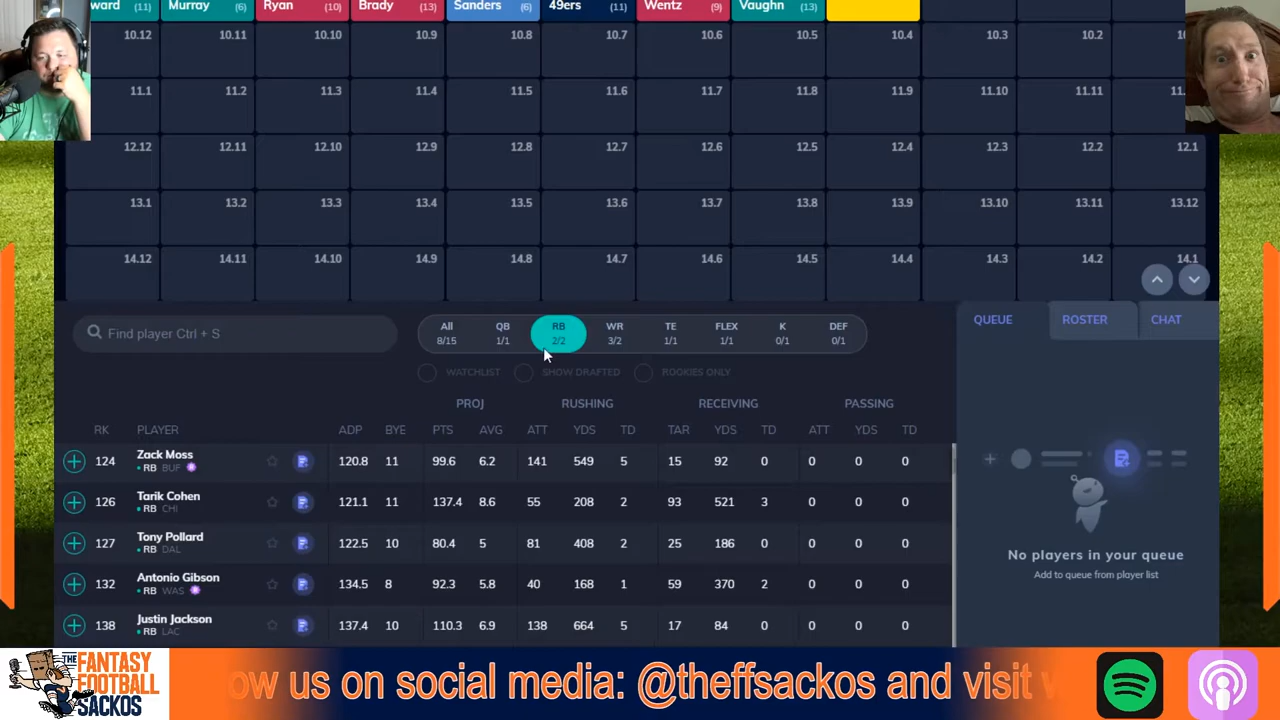 ward (11) Murray (6) Ryan (10) Brady (13) Sanders (6) 49ers (11) Wentz (9) Vaughn (13)
10.12 10.11 10.10 10.9 10.8 10.7 10.6 10.5 10.4 10.3 10.2
11.1 11.2 11.3 11.4 11.5 11.6 11.7 11.8 11.9 11.10 11.11
12.12 12.11 12.10 12.9 12.8 12.7 12.6 12.5 12.4 12.3 12.2 12.1
13.1 13.2 13.3 13.4 13.5 13.6 13.7 13.8 13.9 13.10 13.11 13.12
14.12 14.11 14.10 14.9 14.8 14.7 14.6 14.5 14.4 14.3 14.2 14.1
Find player Ctrl + S
All QB RB WR TE FLEX K DEF
8/15 1/1 2/2 3/2 1/1 1/1 0/1 0/1
QUEUE ROSTER CHAT
WATCHLIST SHOW DRAFTED ROOKIES ONLY
PROJ RUSHING RECEIVING PASSING
RK PLAYER ADP BYE PTS AVG ATT YDS TD TAR YDS TD ATT YDS TD
124 Zack Moss 120.8 11 99.6 6.2 141 549 5 15 92 0 0 0 0
RB BUF
126 Tarik Cohen 121.1 11 137.4 8.6 55 208 2 93 521 3 0 0 0
RB CHI
127 Tony Pollard 122.5 10 80.4 5 81 408 2 25 186 0 0 0 0
RB DAL
132 Antonio Gibson 134.5 8 92.3 5.8 40 168 1 59 370 2 0 0 0
RB WAS
138 Justin Jackson 137.4 10 110.3 6.9 138 664 5 17 84 0 0 0 0
RB LAC
No players in your queue
Add to queue from player list
THE
FANTASY
FOOTBALL
SACKOS
ow us on social media: @theffsackos and visit